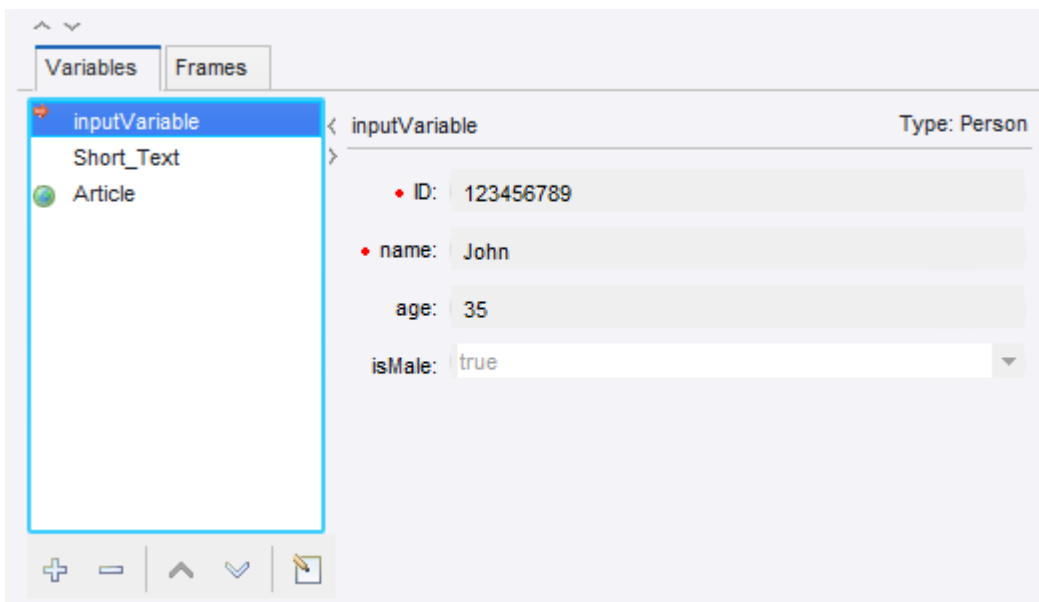 Variables Frames
inputVariable
Short_Text
Article
inputVariable Type: Person
ID: 123456789
name: John
age: 35
isMale: true